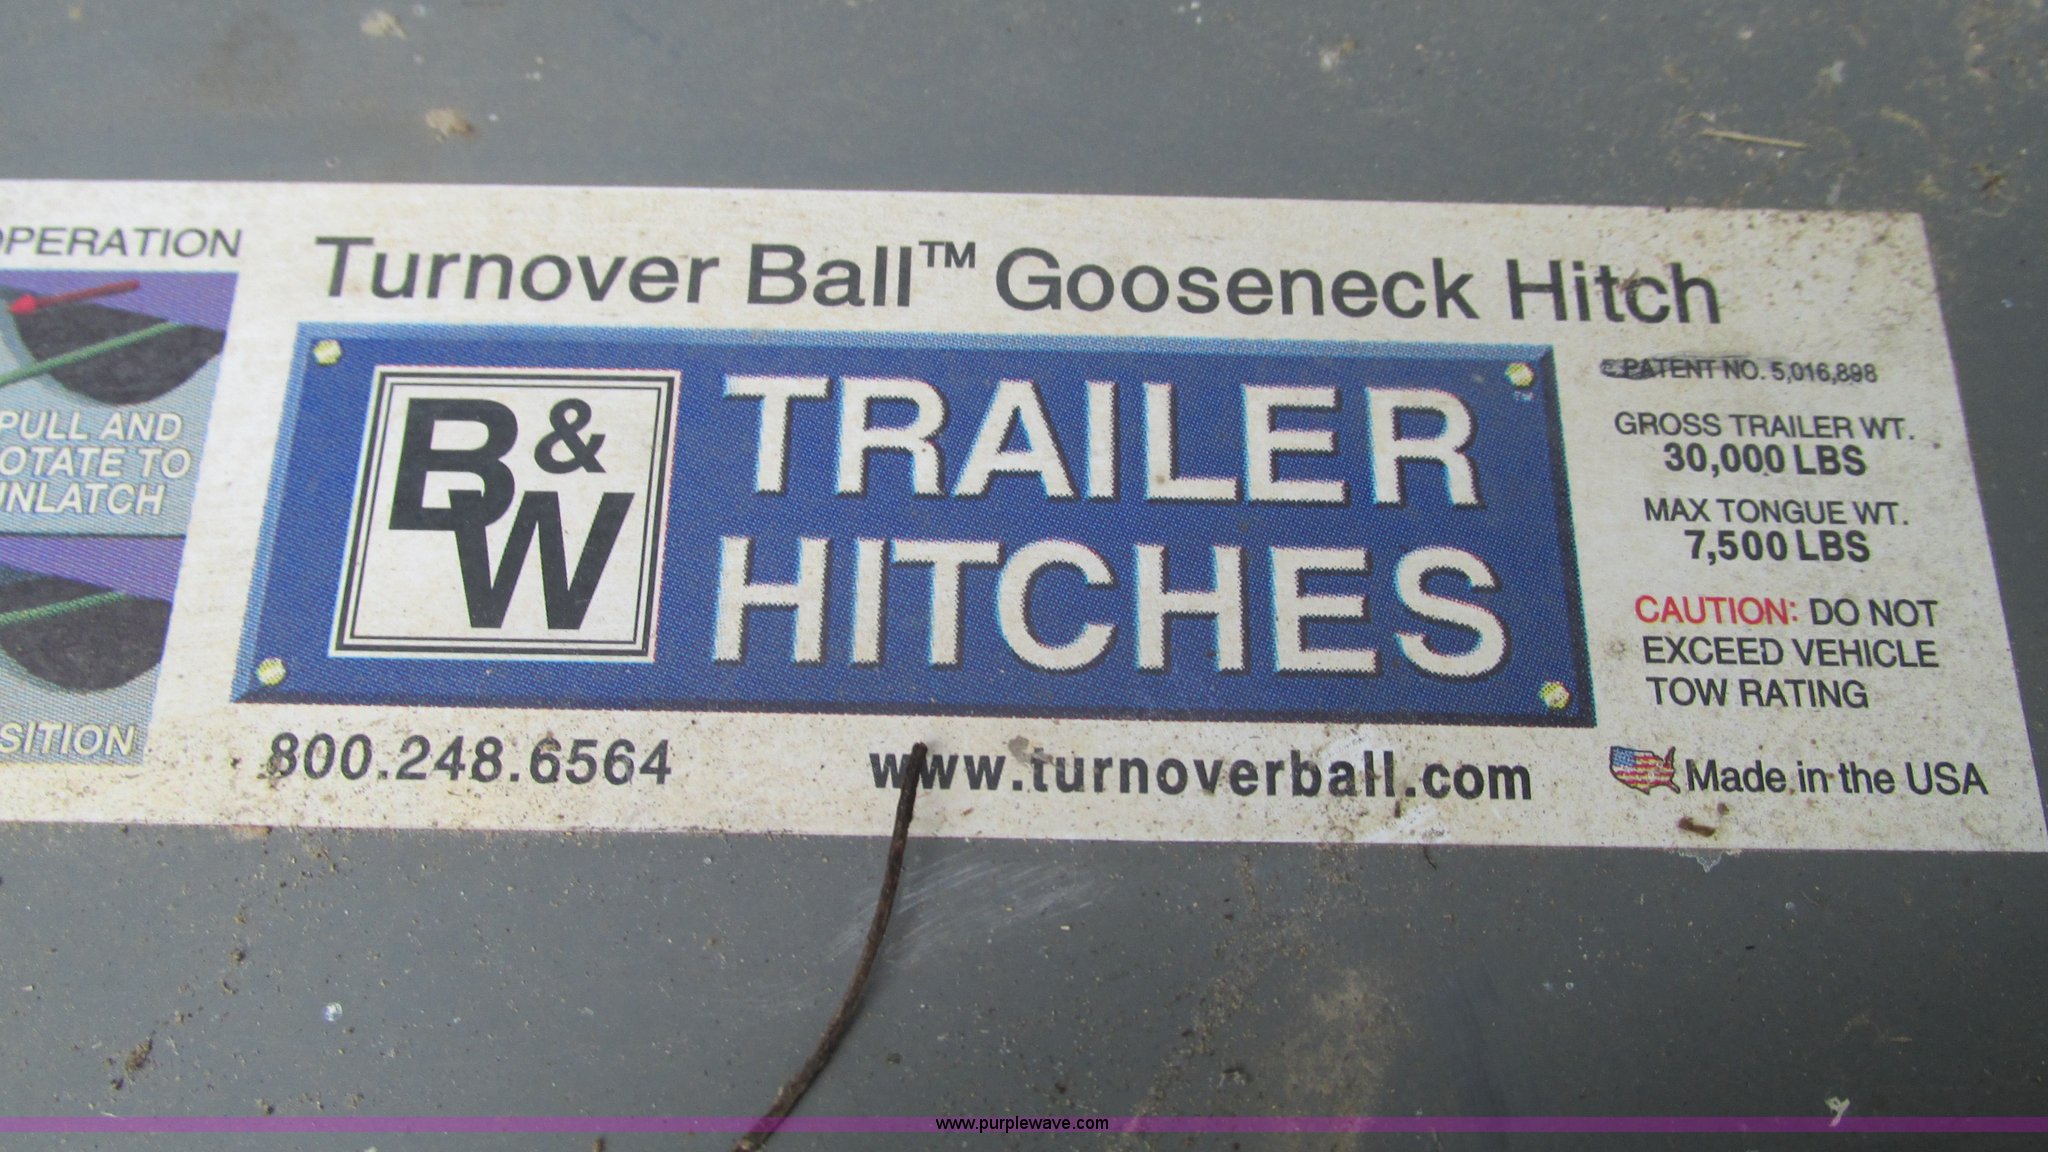 OPERATION
PULL AND
OTATE TO
UNLATCH
SITION
Turnover Ball™ Gooseneck Hitch
B&W
TRAILER
HITCHES
800.248.6564
www.turnoverball.com
PATENT NO. 5,016,898
GROSS TRAILER WT.
30,000 LBS
MAX TONGUE WT.
7,500 LBS
CAUTION: DO NOT
EXCEED VEHICLE
TOW RATING
Made in the USA
www.purplewave.com